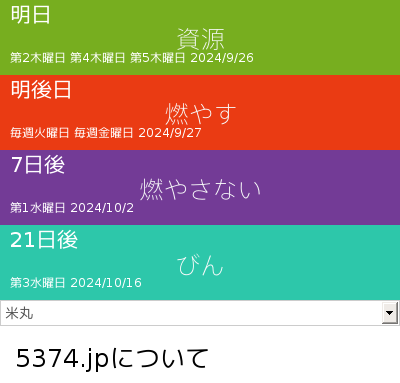 明日
資源
第2木曜日 第4木曜日 第5木曜日 2024/9/26
明後日
燃やす
毎週火曜日 毎週金曜日 2024/9/27
7日後
燃やさない
第1水曜日 2024/10/2
21日後
びん
第3水曜日 2024/10/16
米丸
5374.jpについて